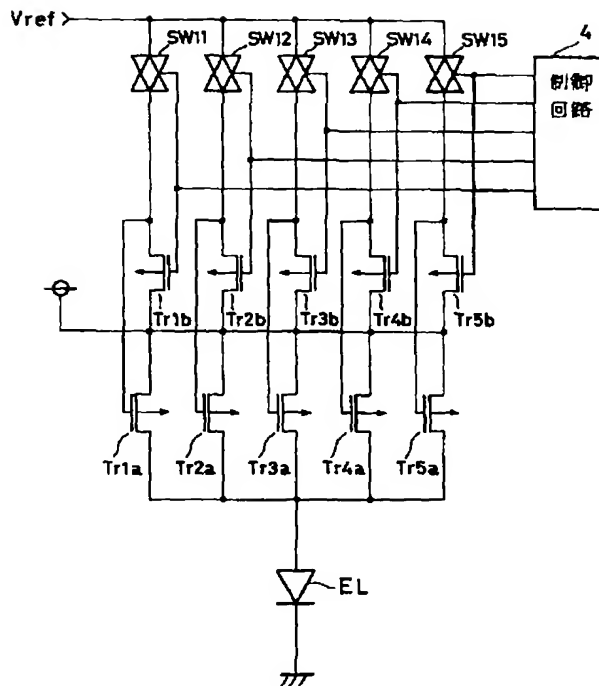 Vref
SW11
SW12
SW13
SW14
SW15
4
制御
回路
Tr1b
Tr2b
Tr3b
Tr4b
Tr5b
Tr1a
Tr2a
Tr3a
Tr4a
Tr5a
EL